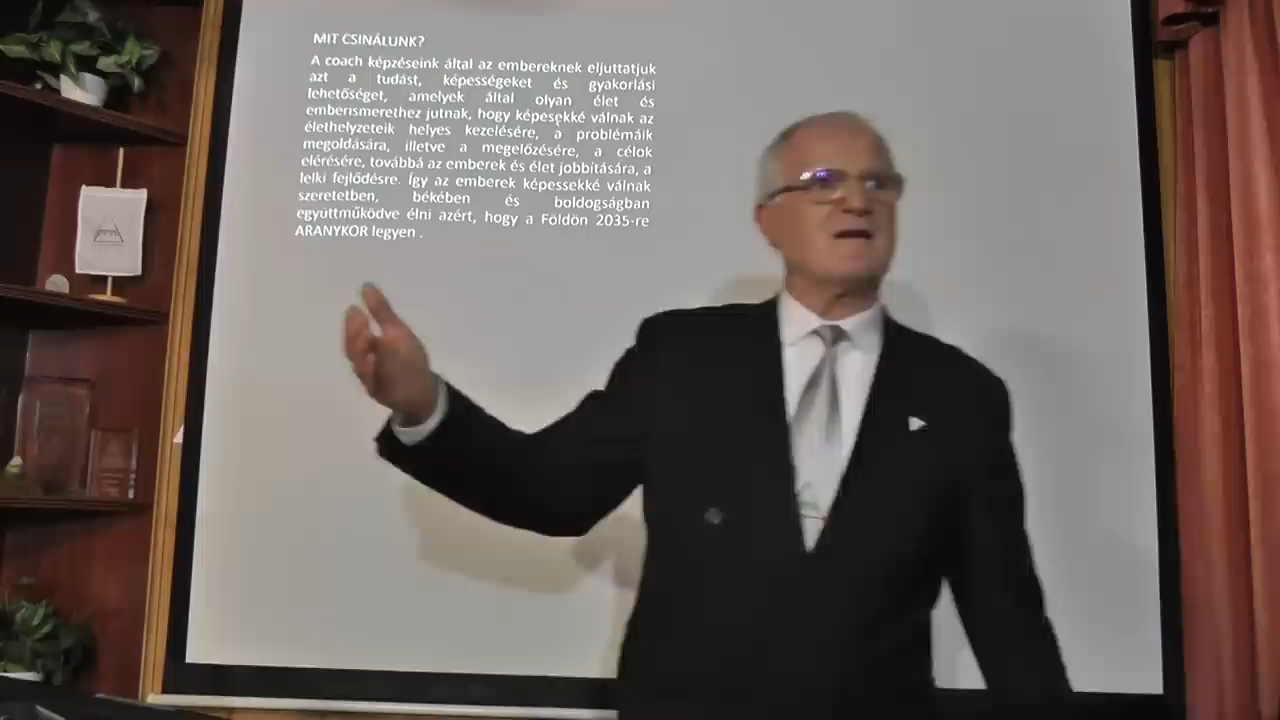 MIT CSINÁLUNK?
A coach képzéseink által az embereknek eljuttatjuk
azt a tudást, képességeket és gyakorlási
lehetőséget, amelyek által olyan élet és
emberismerethez jutnak, hogy képesekké válnak az
élethelyzeteik helyes kezelésére, a problémáik
megoldására, illetve a megelőzésére, a célok
elérésére, továbbá az emberek és élet jobbítására, a
lelki fejlődésre. Így az emberek képessekké válnak
szeretetben, békében és boldogságban
együttműködve élni azért, hogy a Földön 2035-re
ARANYKOR legyen .